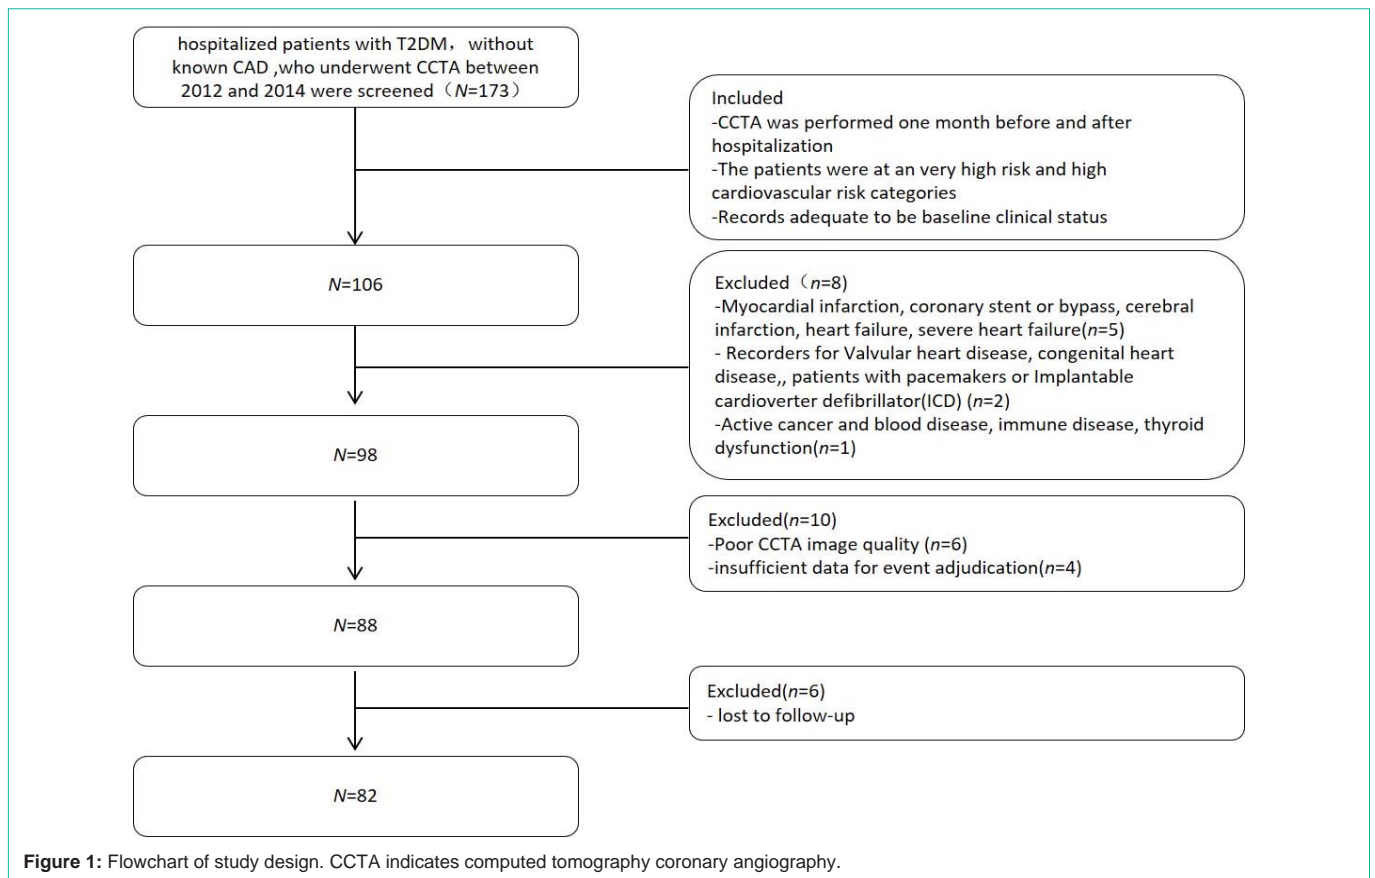 hospitalized patients with T2DM，without
known CAD ,who underwent CCTA between
2012 and 2014 were screened（N=173）
Included
-CCTA was performed one month before and after
hospitalization
-The patients were at an very high risk and high
cardiovascular risk categories
-Records adequate to be baseline clinical status
N=106
Excluded（n=8)
-Myocardial infarction, coronary stent or bypass, cerebral
infarction, heart failure, severe heart failure(n=5)
- Recorders for Valvular heart disease, congenital heart
disease,, patients with pacemakers or Implantable
cardioverter defibrillator(ICD) (n=2)
-Active cancer and blood disease, immune disease, thyroid
dysfunction(n=1)
N=98
Excluded(n=10)
-Poor CCTA image quality (n=6)
-insufficient data for event adjudication(n=4)
N=88
Excluded(n=6)
- lost to follow-up
N=82
Figure 1: Flowchart of study design. CCTA indicates computed tomography coronary angiography.